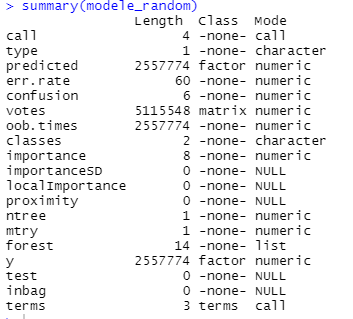 > summary(modele_random)
Length Class Mode
call 4 -none- call
type 1 -none- character
predicted 2557774 factor numeric
err.rate 60 -none- numeric
confusion 6 -none- numeric
votes 5115548 matrix numeric
oob.times 2557774 -none- numeric
classes 2 -none- character
importance 8 -none- numeric
importanceSD 0 -none- NULL
localImportance 0 -none- NULL
proximity 0 -none- NULL
ntree 1 -none- numeric
mtry 1 -none- numeric
forest 14 -none- list
y 2557774 factor numeric
test 0 -none- NULL
inbag 0 -none- NULL
terms 3 terms call